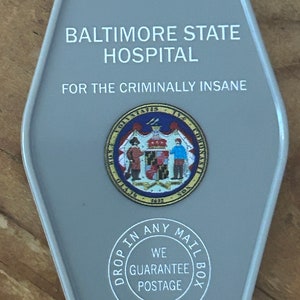 BALTIMORE STATE
HOSPITAL
FOR THE CRIMINALLY INSANE
DROP IN ANY MAIL BOX
WE
GUARANTEE
POSTAGE